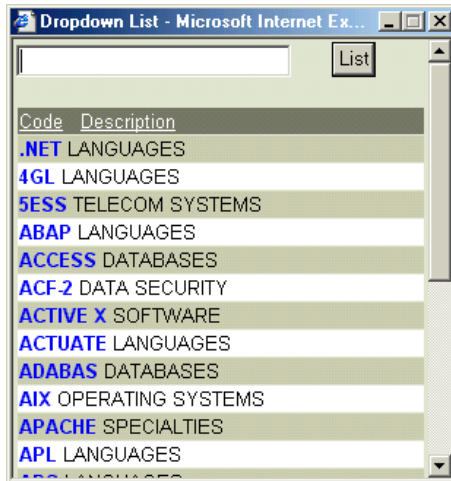 Dropdown List - Microsoft Internet Ex...
List
Code Description
.NET LANGUAGES
4GL LANGUAGES
5ESS TELECOM SYSTEMS
ABAP LANGUAGES
ACCESS DATABASES
ACF-2 DATA SECURITY
ACTIVE X SOFTWARE
ACTUATE LANGUAGES
ADABAS DATABASES
AIX OPERATING SYSTEMS
APACHE SPECIALTIES
APL LANGUAGES